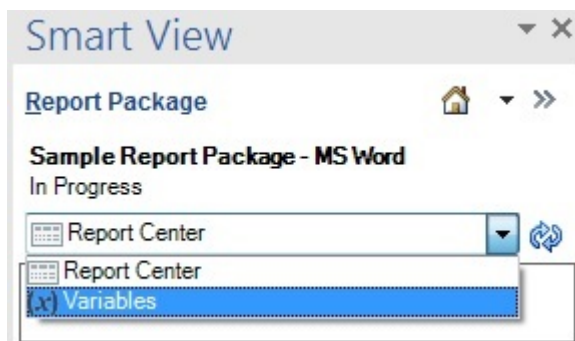 Smart View
Report Package
Sample Report Package - MS Word
In Progress
Report Center
Report Center
(x) Variables